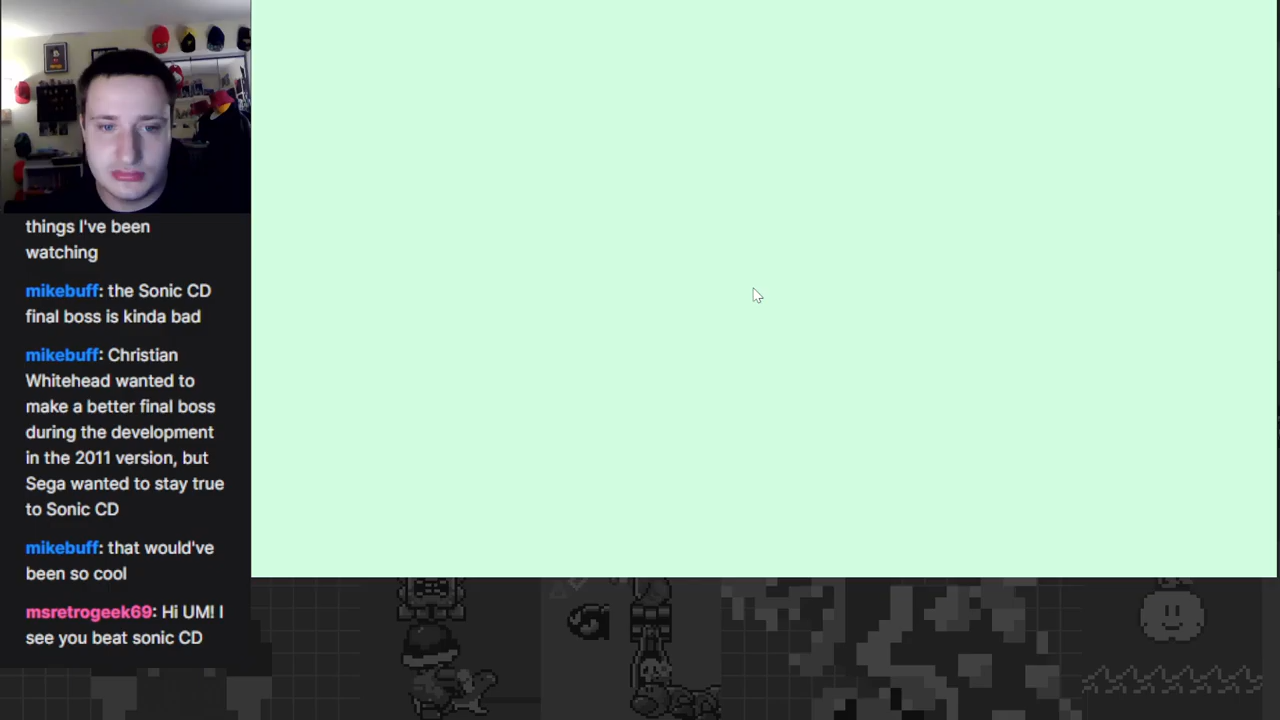 things I've been
watching
mikebuff: the Sonic CD
final boss is kinda bad
mikebuff: Christian
Whitehead wanted to
make a better final boss
during the development
in the 2011 version, but
Sega wanted to stay true
to Sonic CD
mikebuff: that would've
been so cool
msretrogeek69: Hi UM! I
see you beat sonic CD